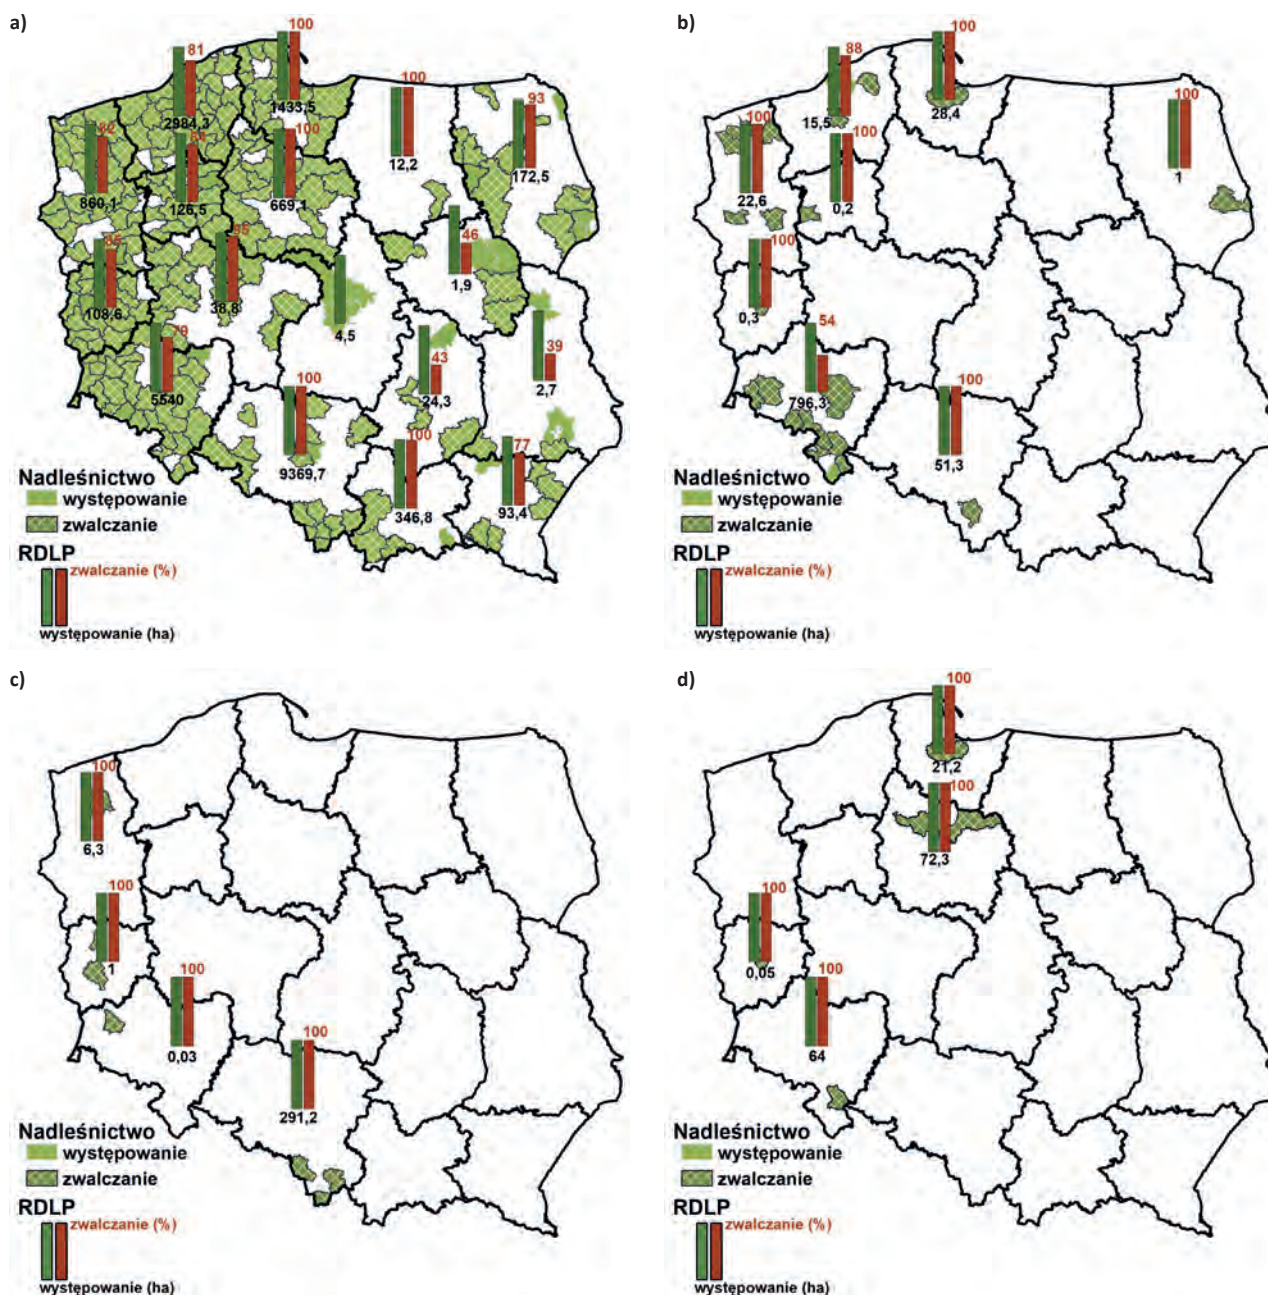 a)
100
81
1433,5
2984,3
100
93
12,2
172,5
82
84
100
860,1
126,5
669,1
46
1,9
85
95
108,6
38,8
4,5
79
5540
43
24,3
39
2,7
100
9369,7
100
346,8
77
93,4
Nadleśnictwo
występowanie
zwalczanie
RDLP
zwalczanie (%)
występowanie (ha)
b)
100
88
28,4
15,5
100
1
100
22,6
100
0,2
100
0,3
54
796,3
100
51,3
Nadleśnictwo
występowanie
zwalczanie
RDLP
zwalczanie (%)
występowanie (ha)
c)
100
6,3
100
1
100
0,03
100
291,2
Nadleśnictwo
występowanie
zwalczanie
RDLP
zwalczanie (%)
występowanie (ha)
d)
100
21,2
100
72,3
100
0,05
100
64
Nadleśnictwo
występowanie
zwalczanie
RDLP
zwalczanie (%)
występowanie (ha)